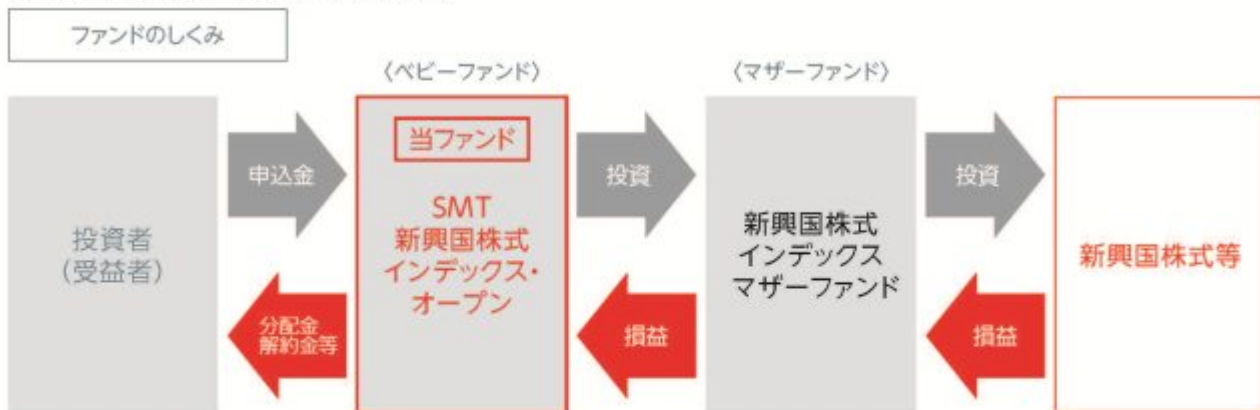 ファンドのしくみ
〈ベビーファンド〉
〈マザーファンド〉
投資者
(受益者)
申込金
分配金
解約金等
当ファンド
SMT
新興国株式
インデックス・
オープン
投資
損益
新興国株式
インデックス
マザーファンド
投資
損益
新興国株式等